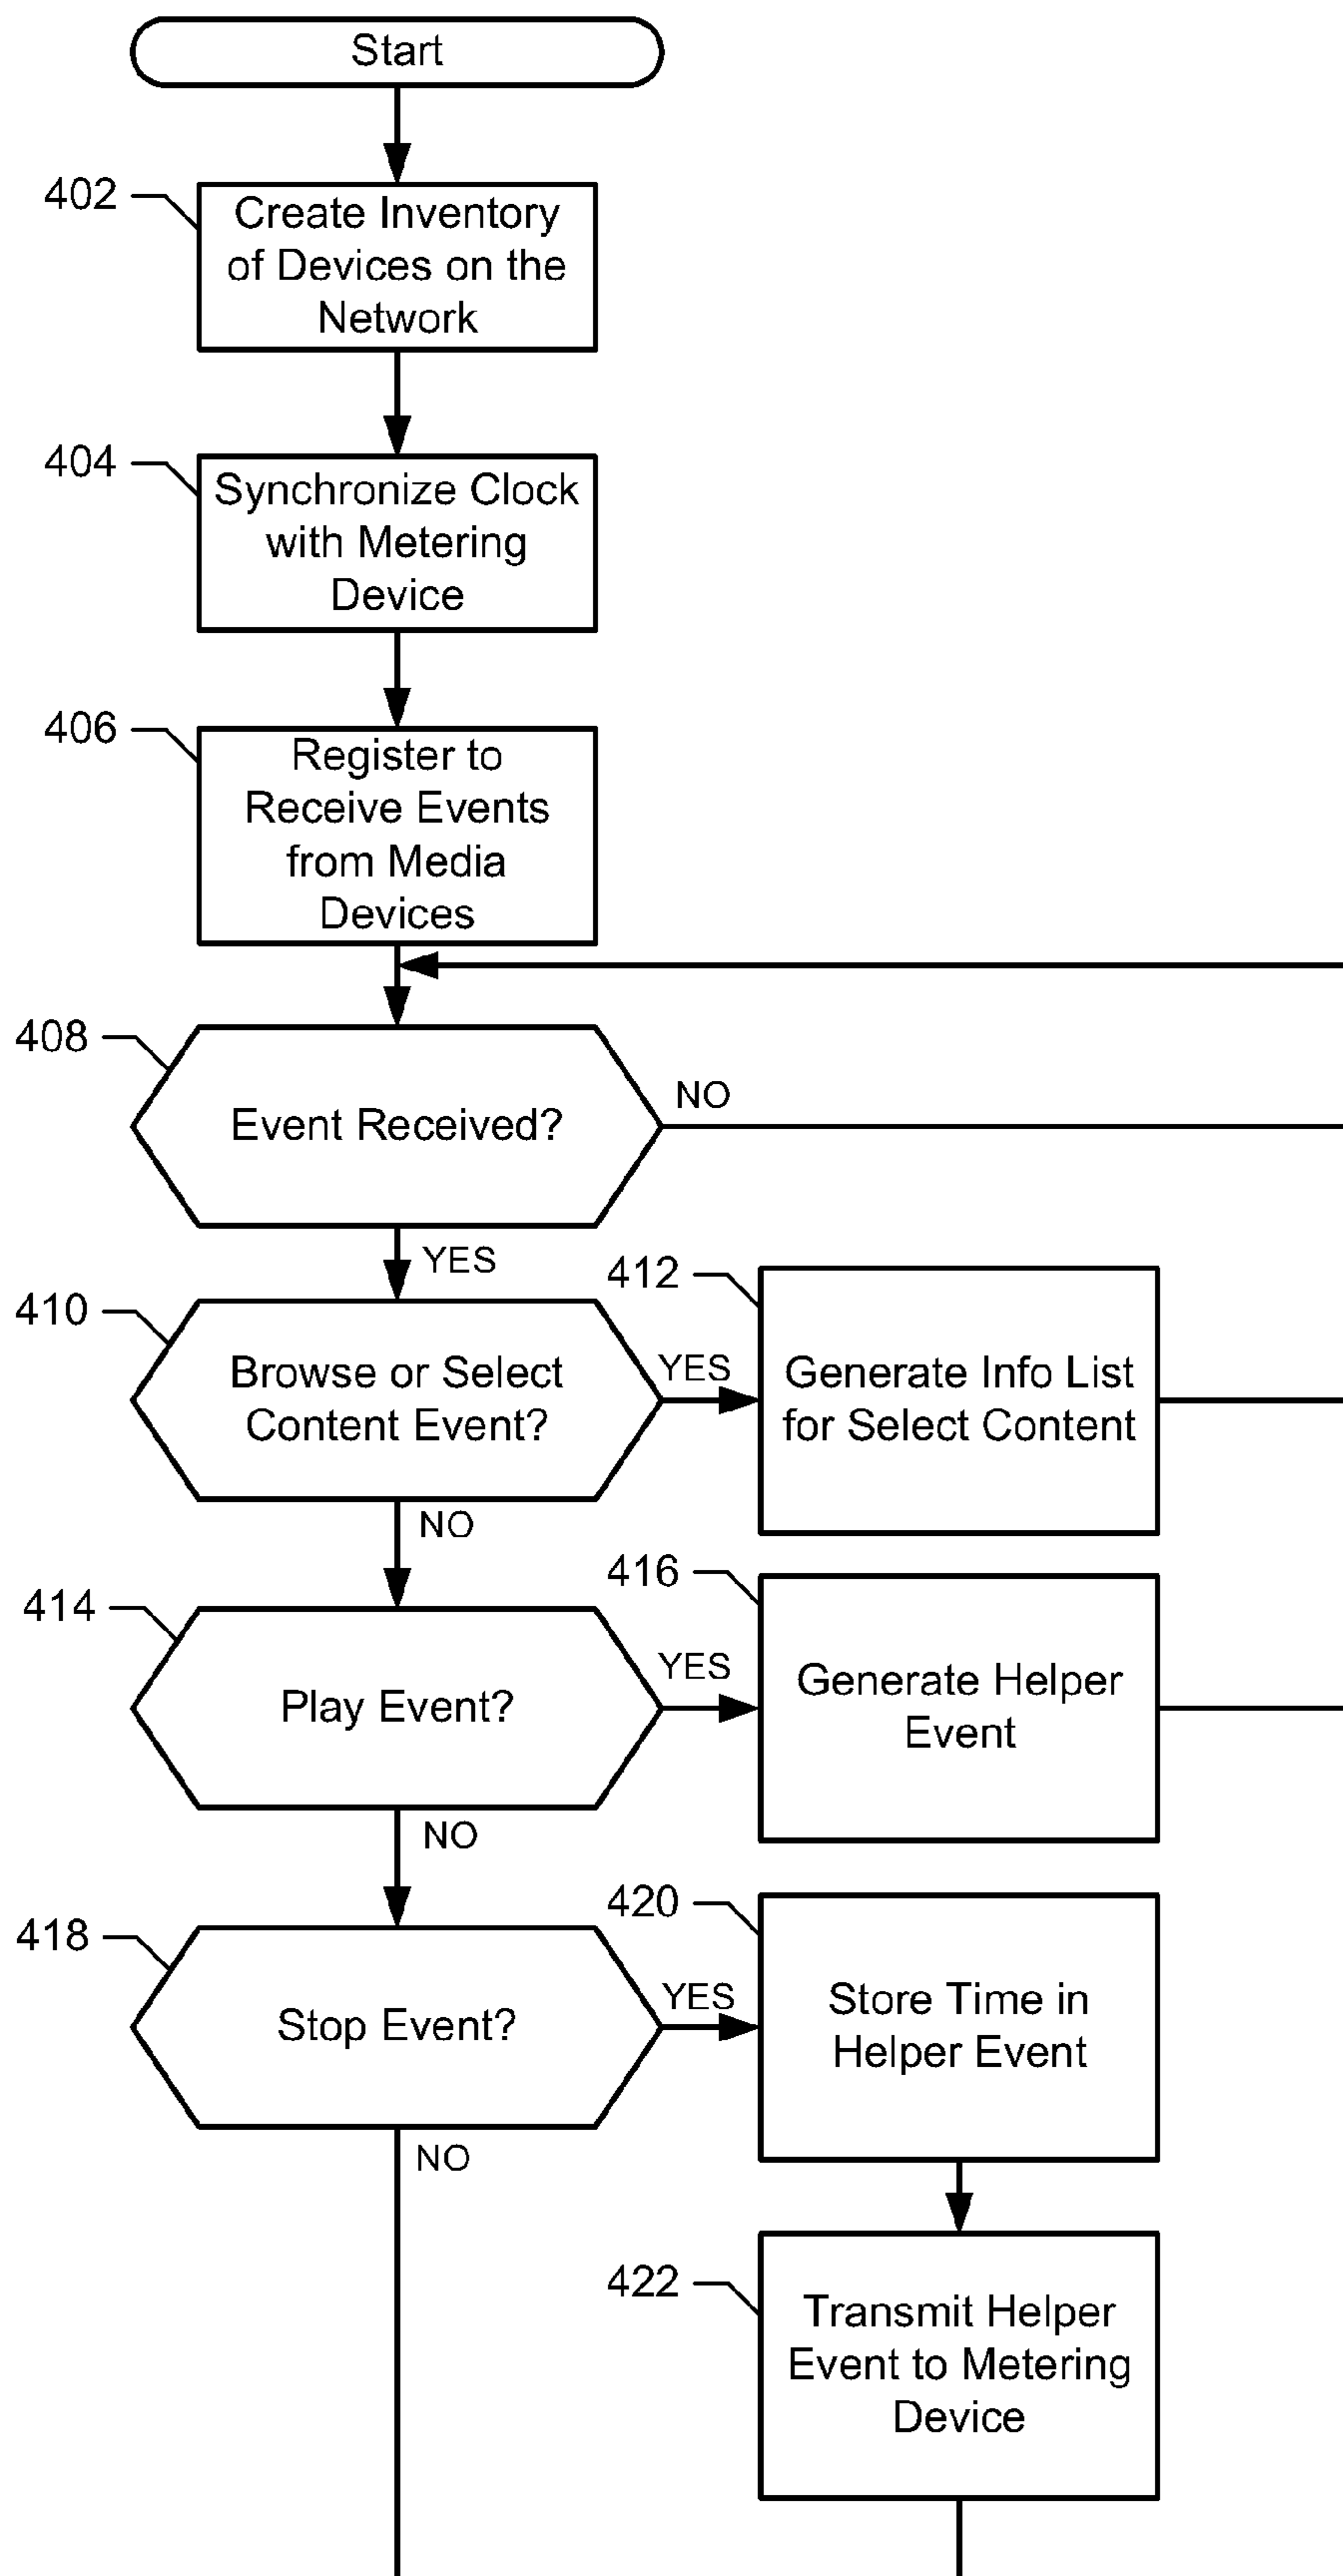 Start
402
Create Inventory
of Devices on the
Network
404
Synchronize Clock
with Metering
Device
406
Register to
Receive Events
from Media
Devices
408
Event Received?
NO
YES
410
Browse or Select
Content Event?
YES
412
Generate Info List
for Select Content
NO
414
Play Event?
YES
416
Generate Helper
Event
NO
418
Stop Event?
YES
420
Store Time in
Helper Event
NO
422
Transmit Helper
Event to Metering
Device